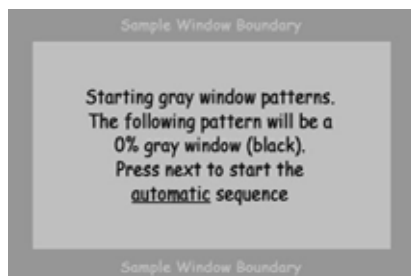 Sample Window Boundary
Starting gray window patterns.
The following pattern will be a
0% gray window (black).
Press next to start the
automatic sequence
Sample Window Boundary